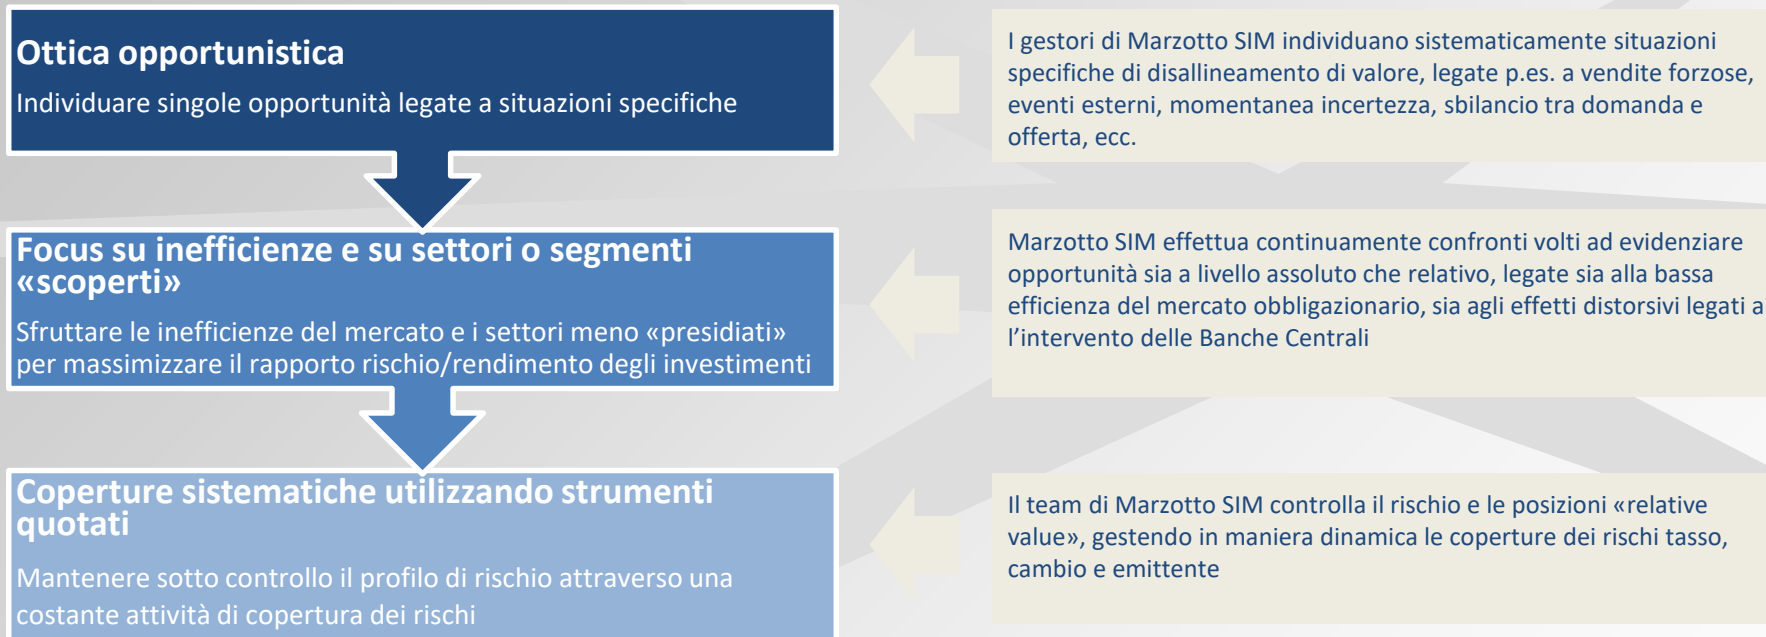 Ottica opportunistica
Individuare singole opportunità legate a situazioni specifiche
I gestori di Marzotto SIM individuano sistematicamente situazioni
specifiche di disallineamento di valore, legate p.es. a vendite forzose,
eventi esterni, momentanea incertezza, sbilancio tra domanda e
offerta, ecc.
Focus su inefficienze e su settori o segmenti
«scoperti»
Sfruttare le inefficienze del mercato e i settori meno «presidiati»
per massimizzare il rapporto rischio/rendimento degli investimenti
Marzotto SIM effettua continuamente confronti volti ad evidenziare
opportunità sia a livello assoluto che relativo, legate sia alla bassa
efficienza del mercato obbligazionario, sia agli effetti distorsivi legati a
l’intervento delle Banche Centrali
Coperture sistematiche utilizzando strumenti
quotati
Mantenere sotto controllo il profilo di rischio attraverso una
costante attività di copertura dei rischi
Il team di Marzotto SIM controlla il rischio e le posizioni «relative
value», gestendo in maniera dinamica le coperture dei rischi tasso,
cambio e emittente